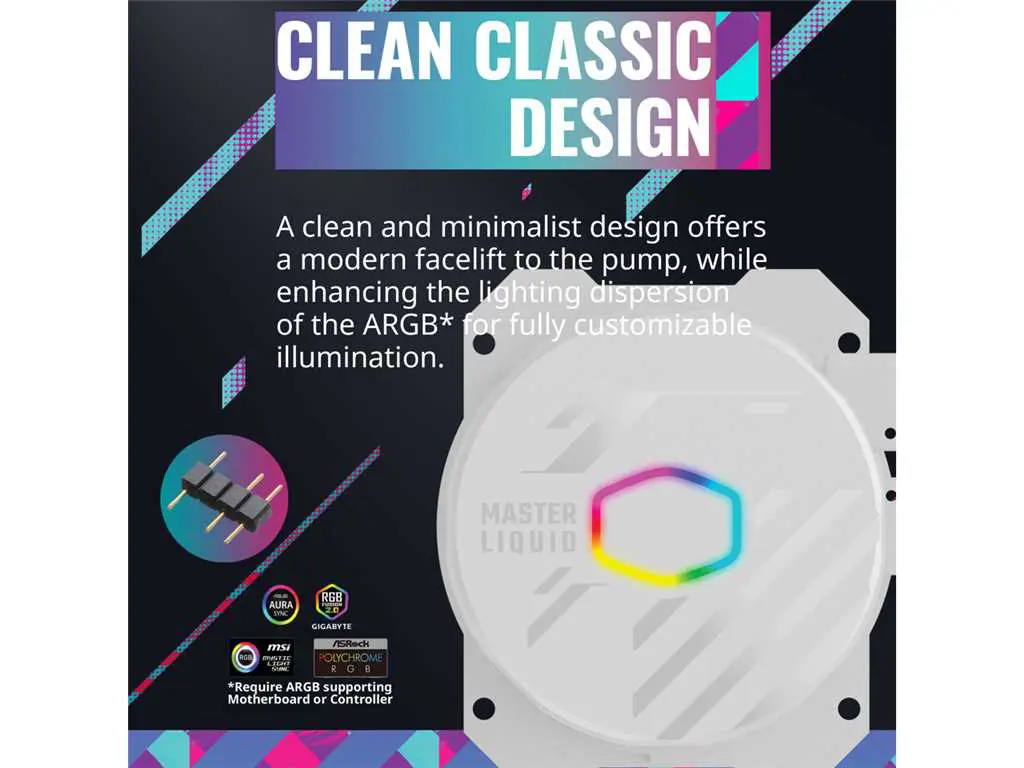 CLEAN CLASSIC
DESIGN
A clean and minimalist design offers
a modern facelift to the pump, while
enhancing the lighting dispersion
of the ARGB* for fully customizable
illumination.
MASTER
LIQUID
ASUS
AURA
SYNC
RGB
FUSION
2.0
GIGABYTE
RGB
msi
MYSTIC
LIGHT
SYNC
ASRock
POLYCHROME
RGB
*Require ARGB supporting
Motherboard or Controller